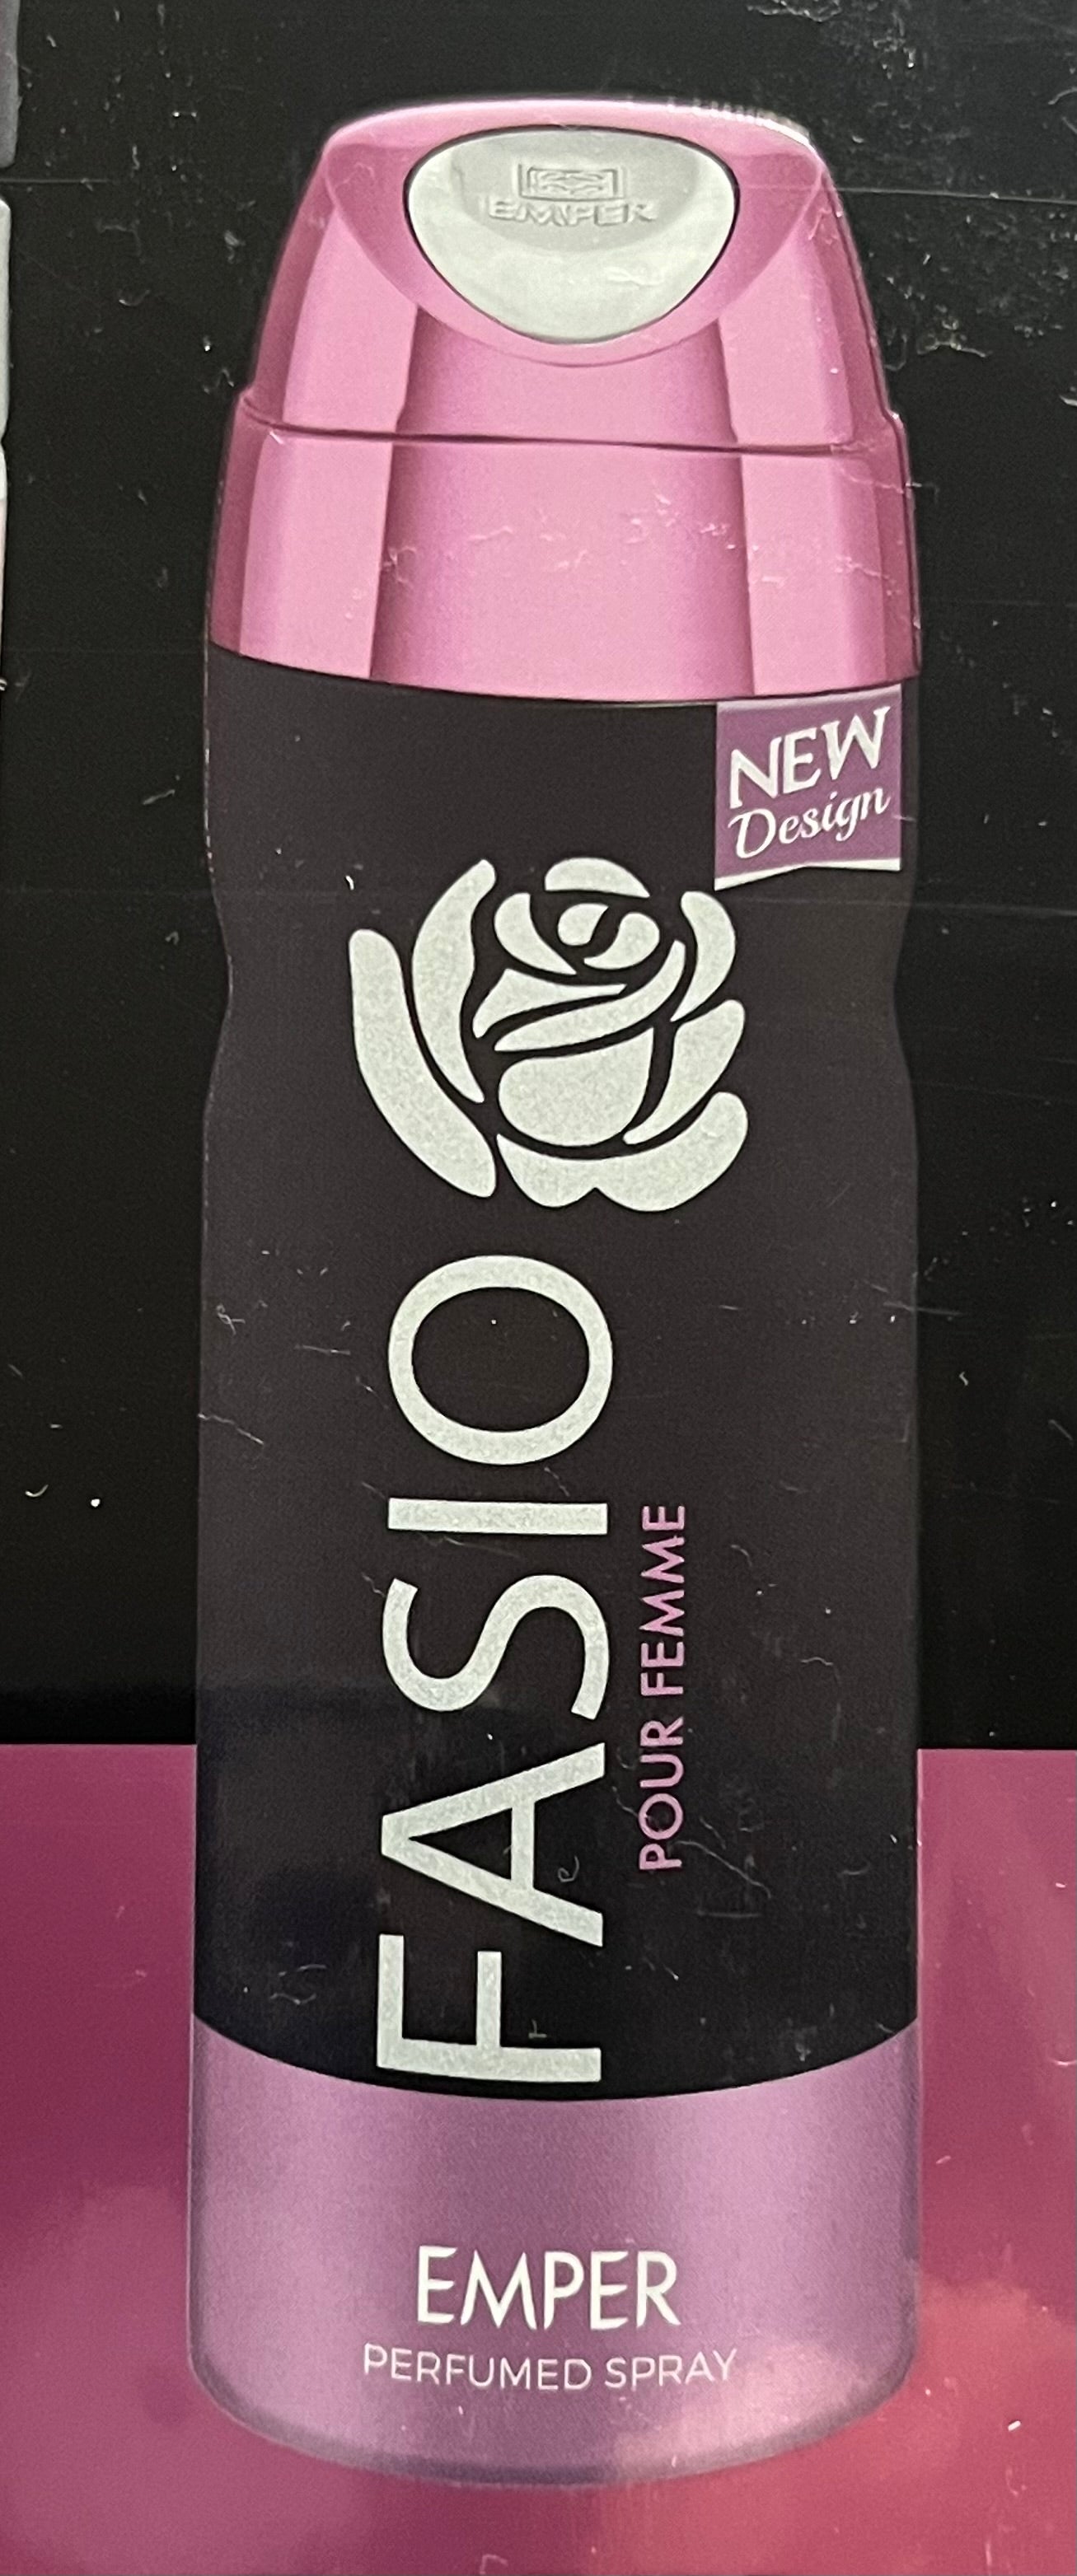 EMPER
NEW
Design
FASIO
POUR FEMME
EMPER
PERFUMED SPRAY